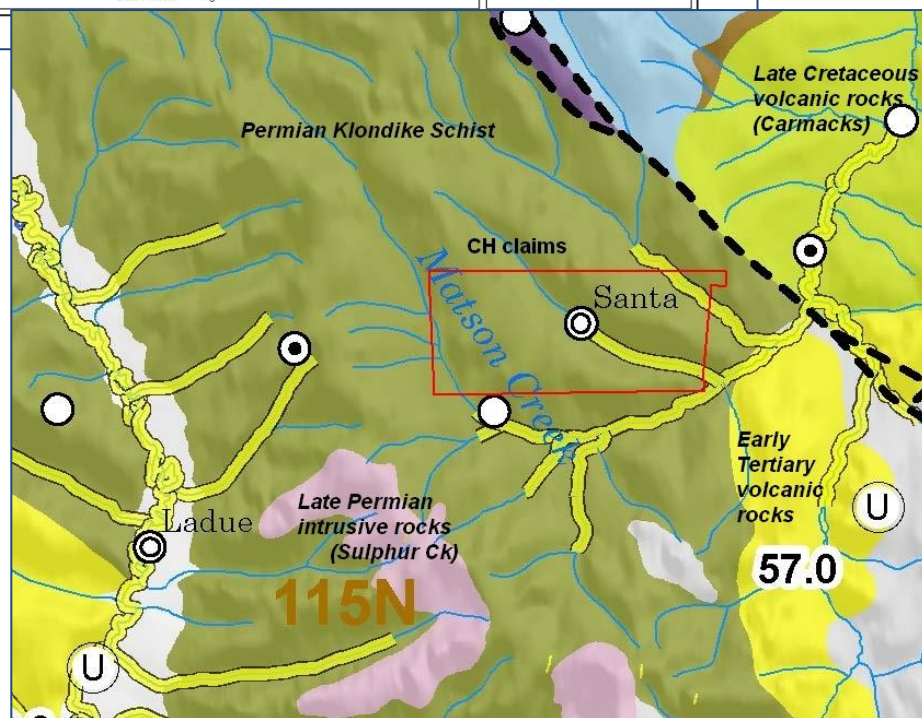 Late Cretaceous
volcanic rocks
(Carmacks)
Permian Klondike Schist
CH claims
Matson Creek
Santa
Early
Tertiary
volcanic
rocks
Late Permian
intrusive rocks
(Sulphur Ck)
U
Ladue
57.0
115N
U